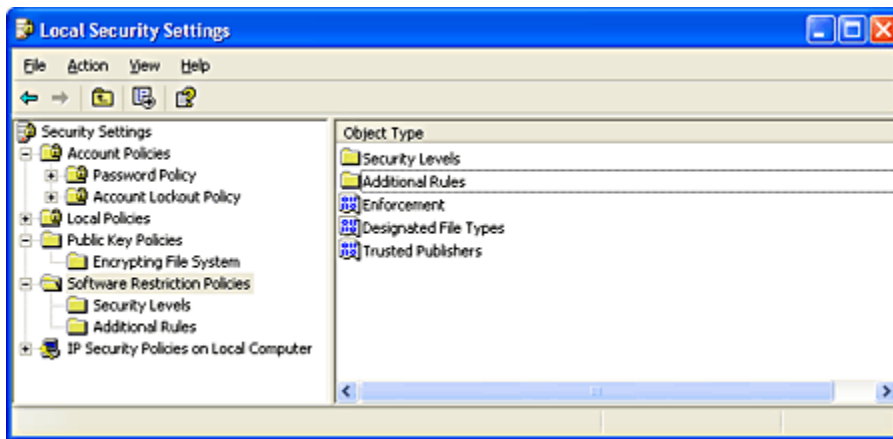 Local Security Settings
File Action View Help
Security Settings
Account Policies
Password Policy
Account Lockout Policy
Local Policies
Public Key Policies
Encrypting File System
Software Restriction Policies
Security Levels
Additional Rules
IP Security Policies on Local Computer
Object Type
Security Levels
Additional Rules
Enforcement
Designated File Types
Trusted Publishers